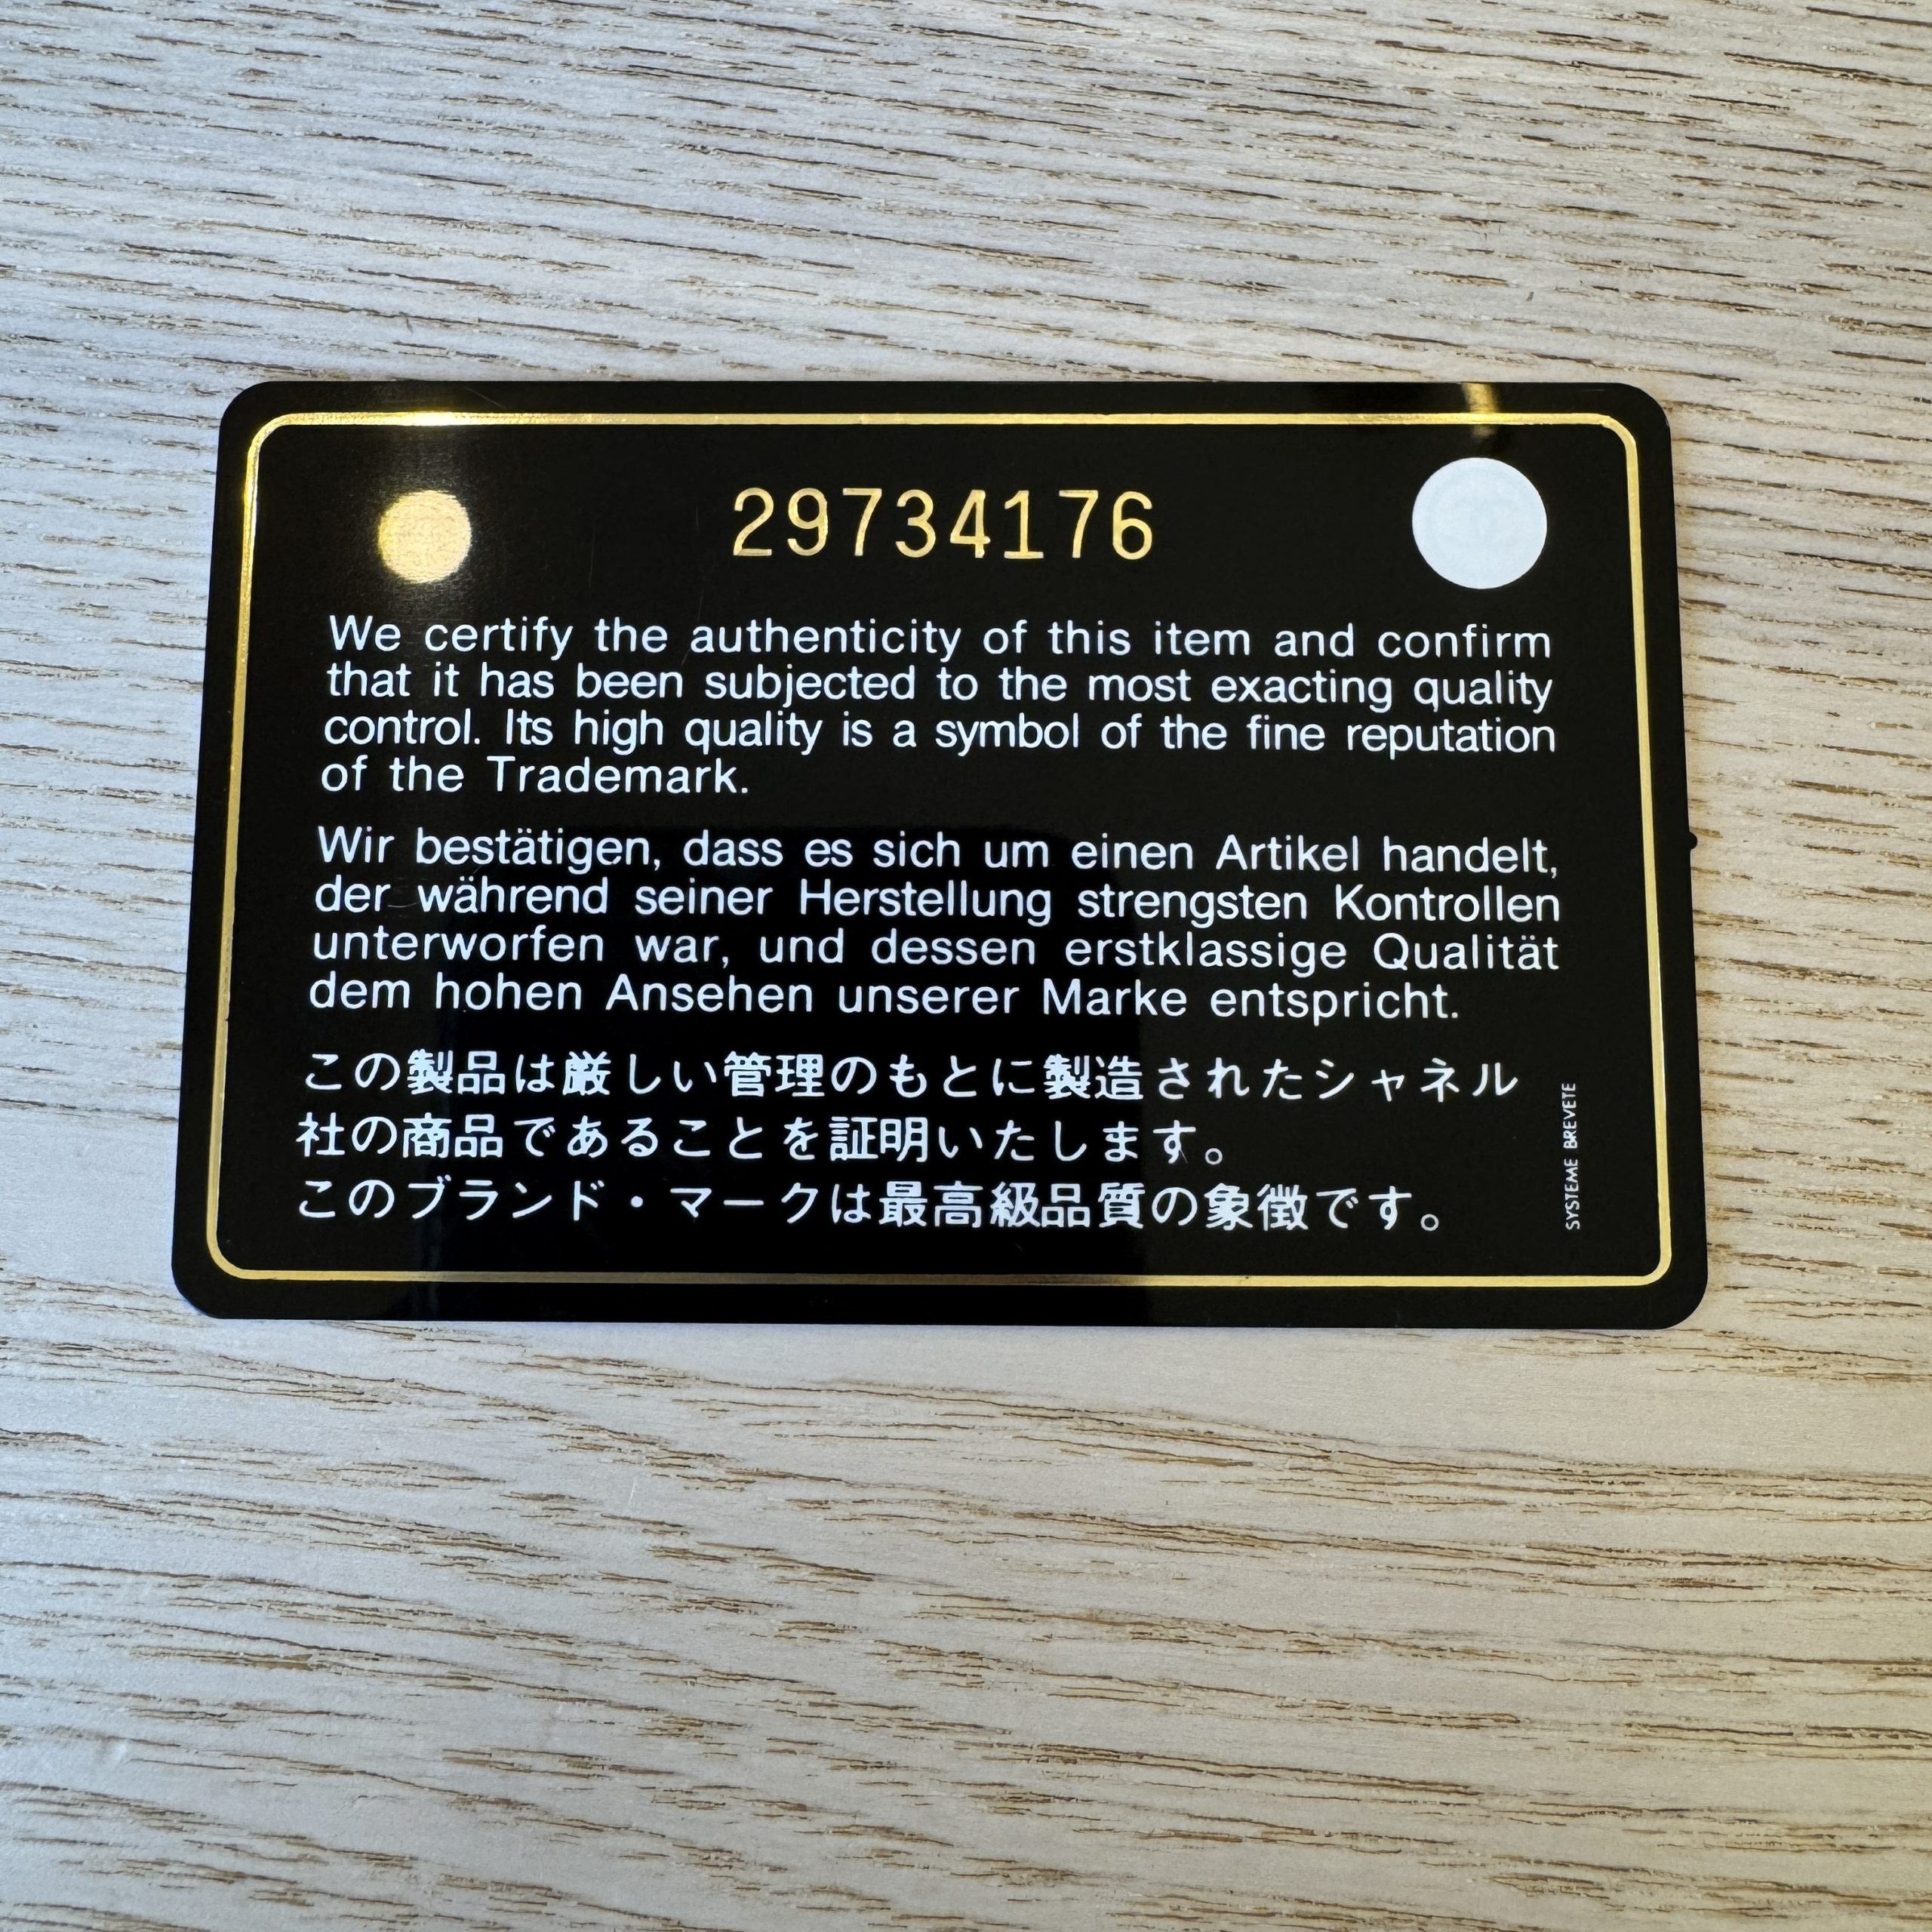 29734176
We certify the authenticity of this item and confirm
that it has been subjected to the most exacting quality
control. Its high quality is a symbol of the fine reputation
of the Trademark.
Wir bestätigen, dass es sich um einen Artikel handelt,
der während seiner Herstellung strengsten Kontrollen
unterworfen war, und dessen erstklassige Qualität
dem hohen Ansehen unserer Marke entspricht.
この製品は厳しい管理のもとに製造されたシャネル
社の商品であることを証明いたします。
このブランド・マークは最高級品質の象徴です。
SYSTEME BREVETE